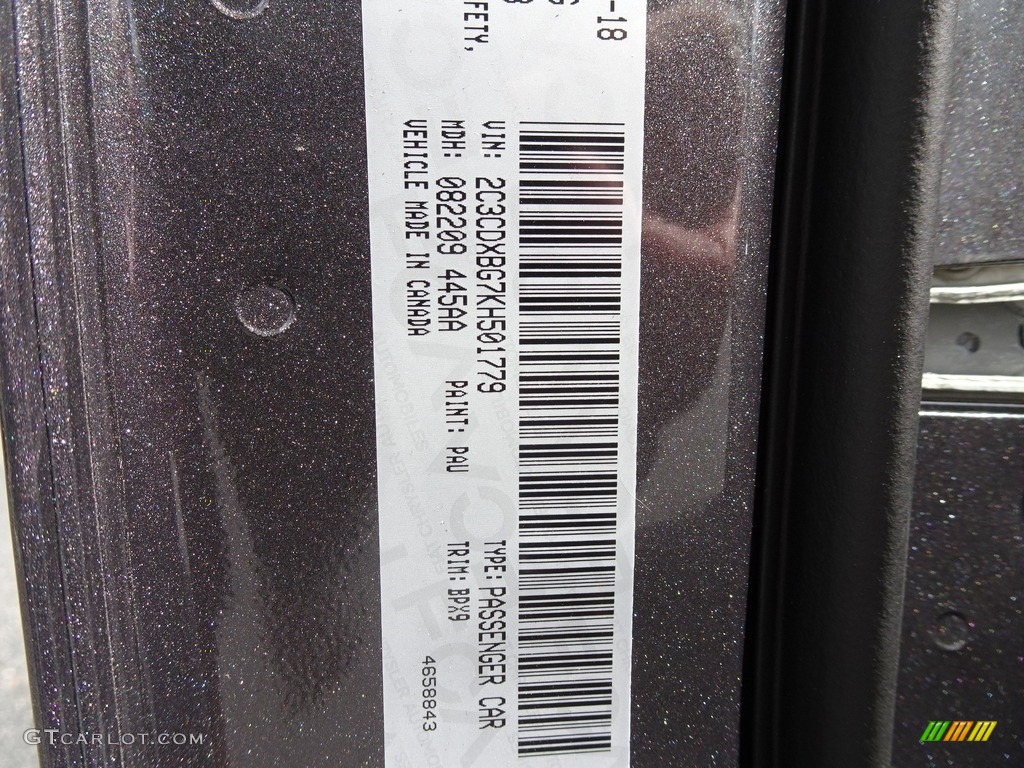 -18
FETY,
VIN: 2C3CDXBG7KH501779 TYPE: PASSENGER CAR
MDH: 082209 445AA PAINT: PAU TRIM: BPX9
VEHICLE MADE IN CANADA 4658843
GTCARLOT.COM